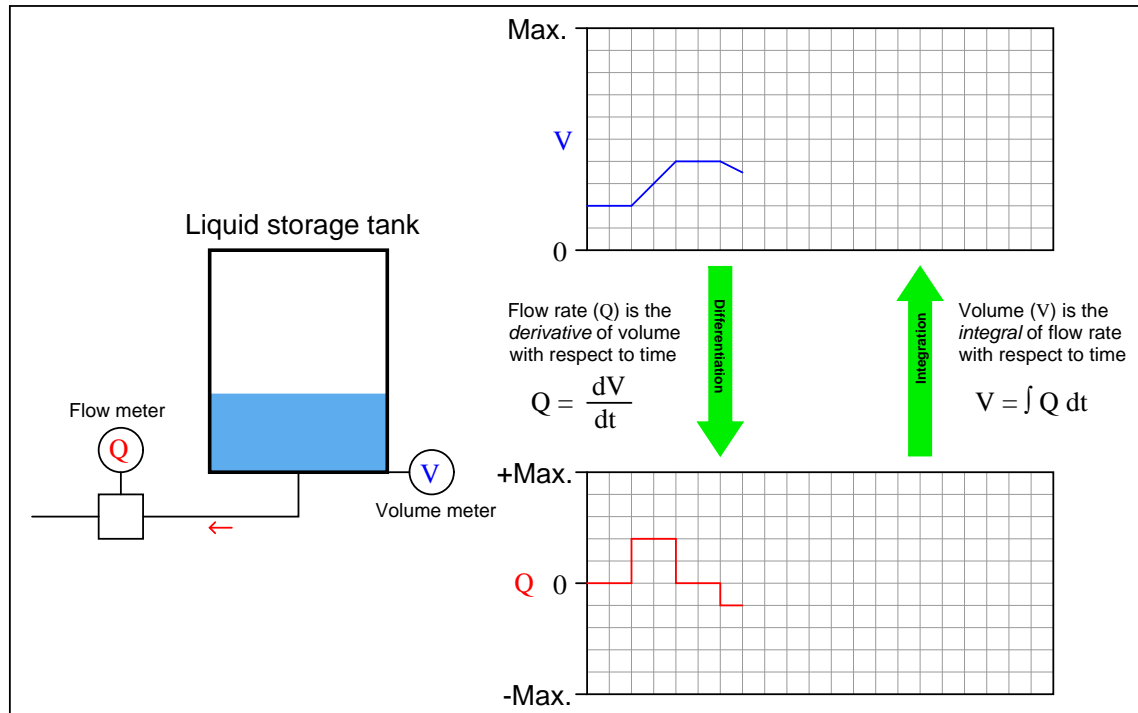 Max.
V
0
Liquid storage tank
Flow meter
Q
V
Volume meter
Flow rate (Q) is the
derivative of volume
with respect to time
Q = dV
dt
Differentiation
Integration
Volume (V) is the
integral of flow rate
with respect to time
V = ∫ Q dt
+Max.
Q 0
-Max.